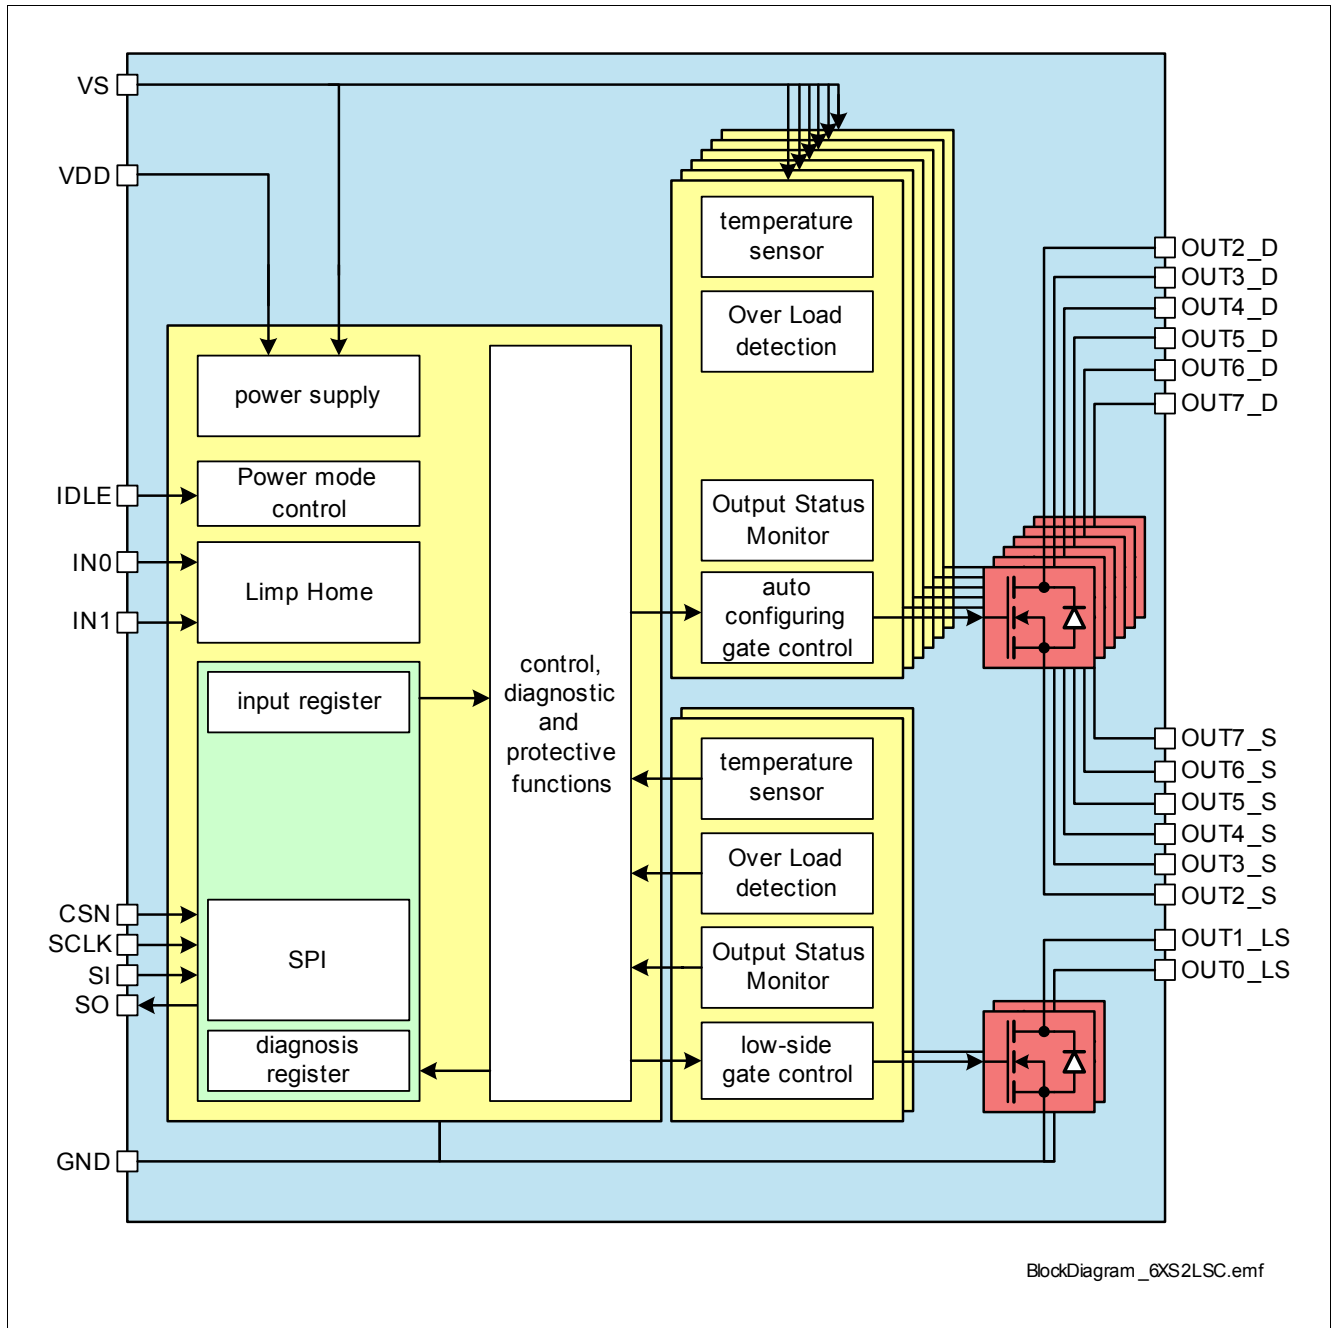 VS
VDD
IDLE
IN0
IN1
CSN
SCLK
SI
SO
GND
power supply
Power mode
control
Limp Home
input register
SPI
diagnosis
register
control,
diagnostic
and
protective
functions
temperature
sensor
Over Load
detection
Output Status
Monitor
auto
configuring
gate control
temperature
sensor
Over Load
detection
Output Status
Monitor
low-side
gate control
OUT2_D
OUT3_D
OUT4_D
OUT5_D
OUT6_D
OUT7_D
OUT7_S
OUT6_S
OUT5_S
OUT4_S
OUT3_S
OUT2_S
OUT1_LS
OUT0_LS
BlockDiagram_6XS2LSC.emf